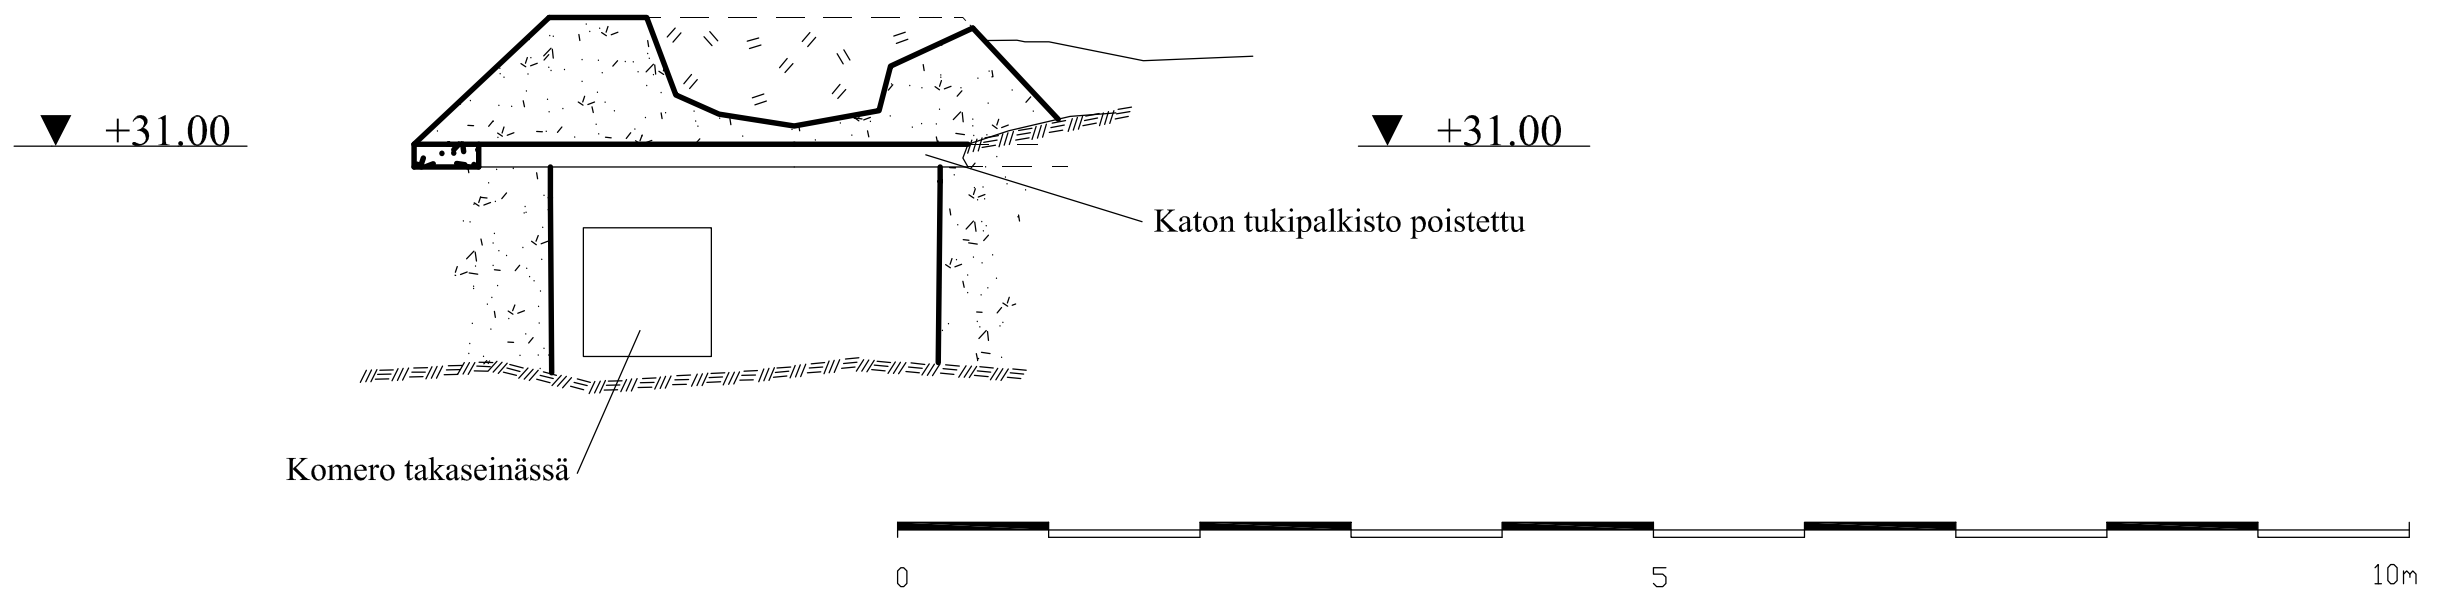 +31.00
+31.00
Katon tukipalkisto poistettu
Komero takaseinässä
0 5 10m